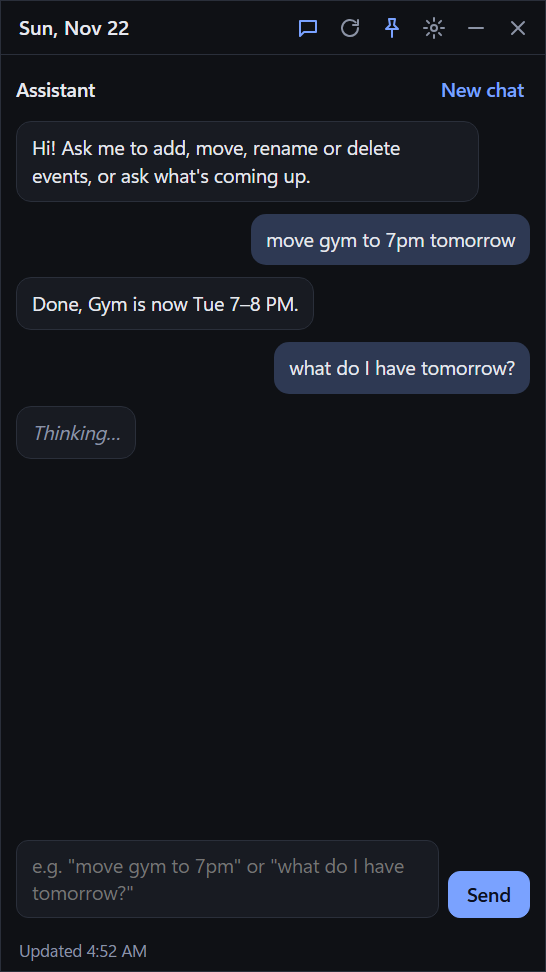 Sun, Nov 22
Assistant
New chat
Hi! Ask me to add, move, rename or delete
events, or ask what's coming up.
move gym to 7pm tomorrow
Done, Gym is now Tue 7–8 PM.
what do I have tomorrow?
Thinking...
e.g. "move gym to 7pm" or "what do I have
tomorrow?"
Send
Updated 4:52 AM